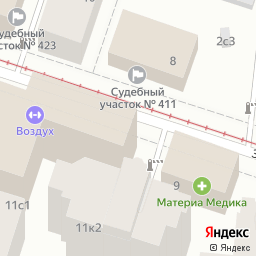 Судебный
участок № 423
2с3
8
Судебный
участок № 411
Воздух
9
Материа Медика
11с1
11к2
Яндекс